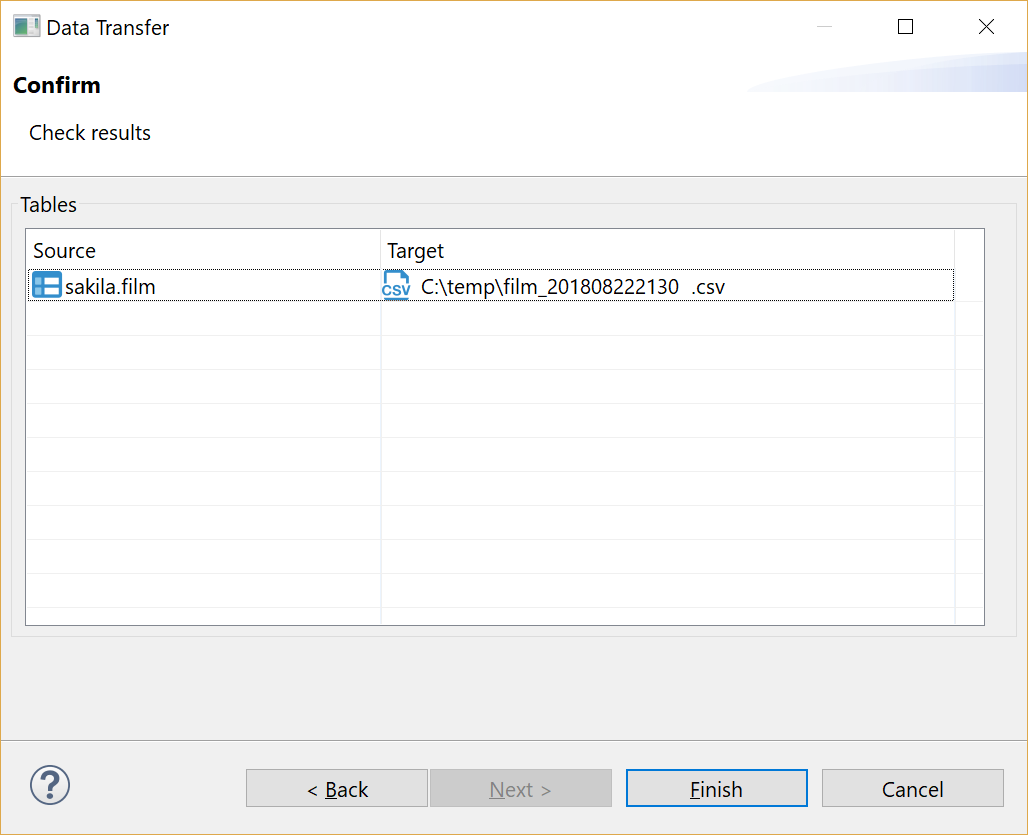 Data Transfer
Confirm
Check results
Tables
Source Target
sakila.film CSV C:\temp\film_201808222130 .csv
? < Back Next > Finish Cancel